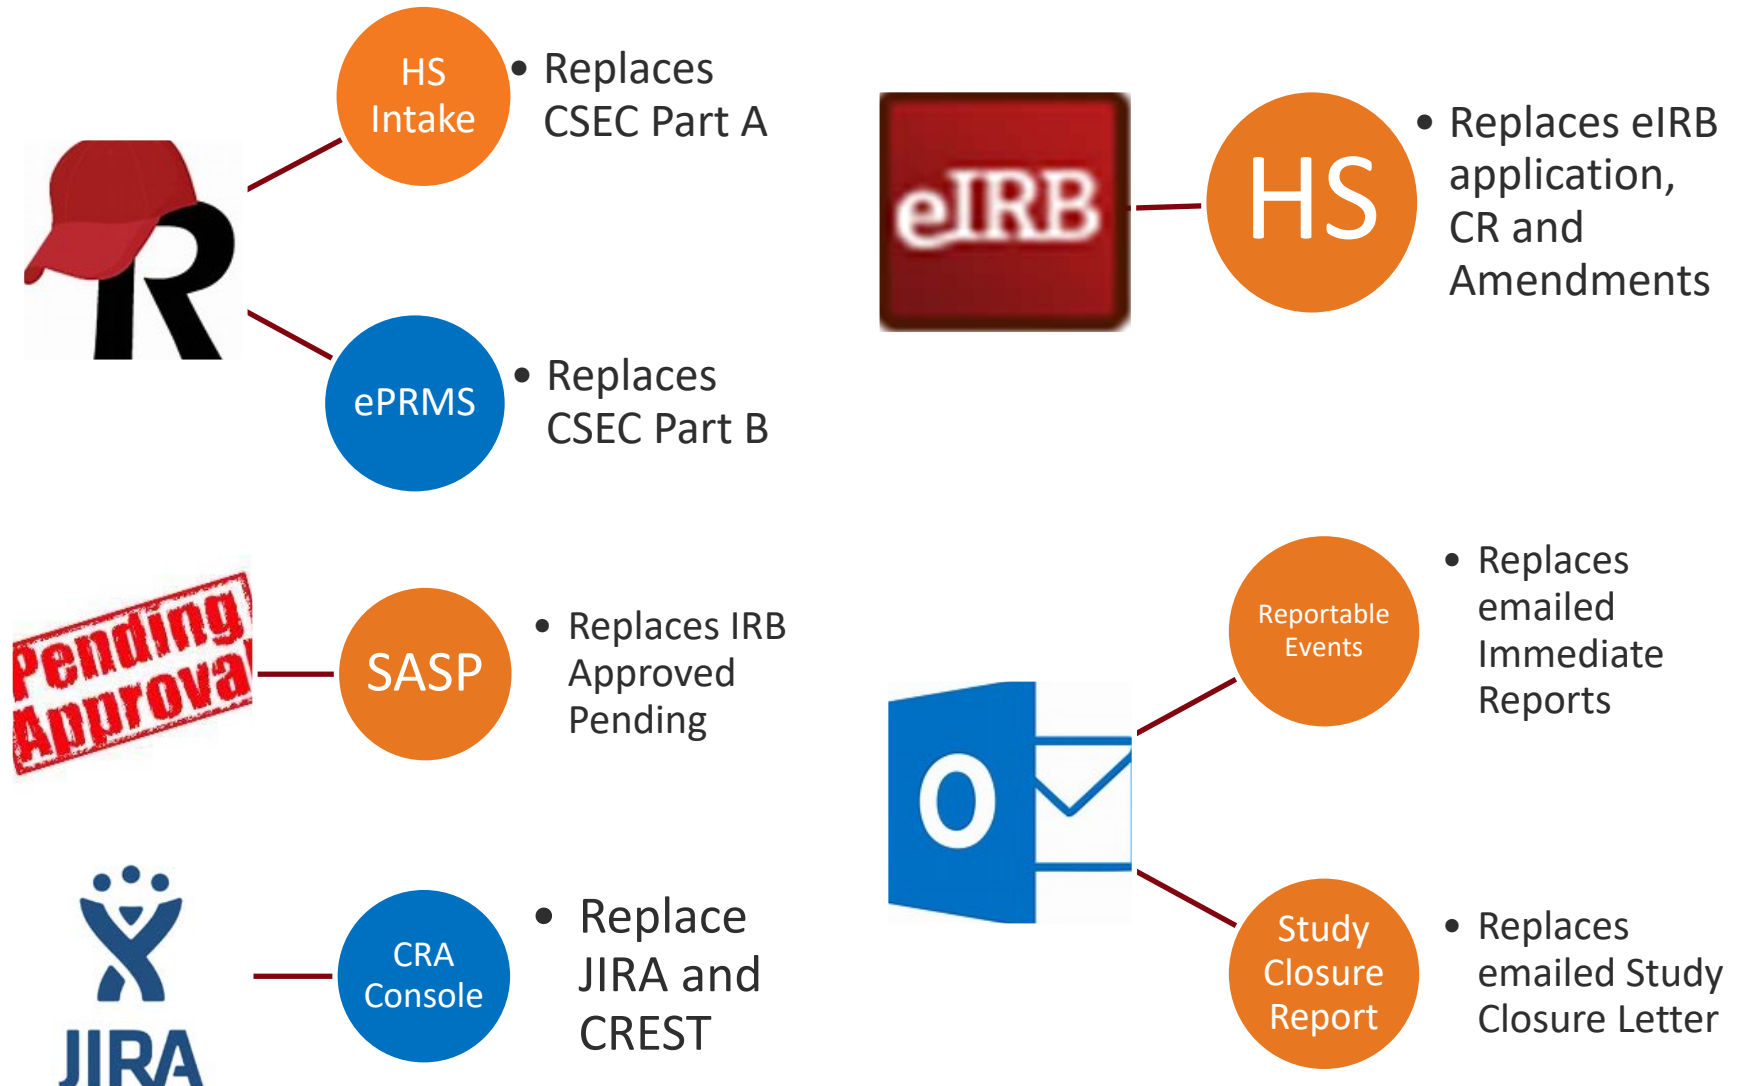 HS
Intake
• Replaces
CSEC Part A
R
ePRMS
• Replaces
CSEC Part B
eIRB
HS
• Replaces eIRB
application,
CR and
Amendments
Pending
Approval
SASP
• Replaces IRB
Approved
Pending
JIRA
CRA
Console
• Replace
JIRA and
CREST
O
Reportable
Events
• Replaces
emailed
Immediate
Reports
Study
Closure
Report
• Replaces
emailed Study
Closure Letter